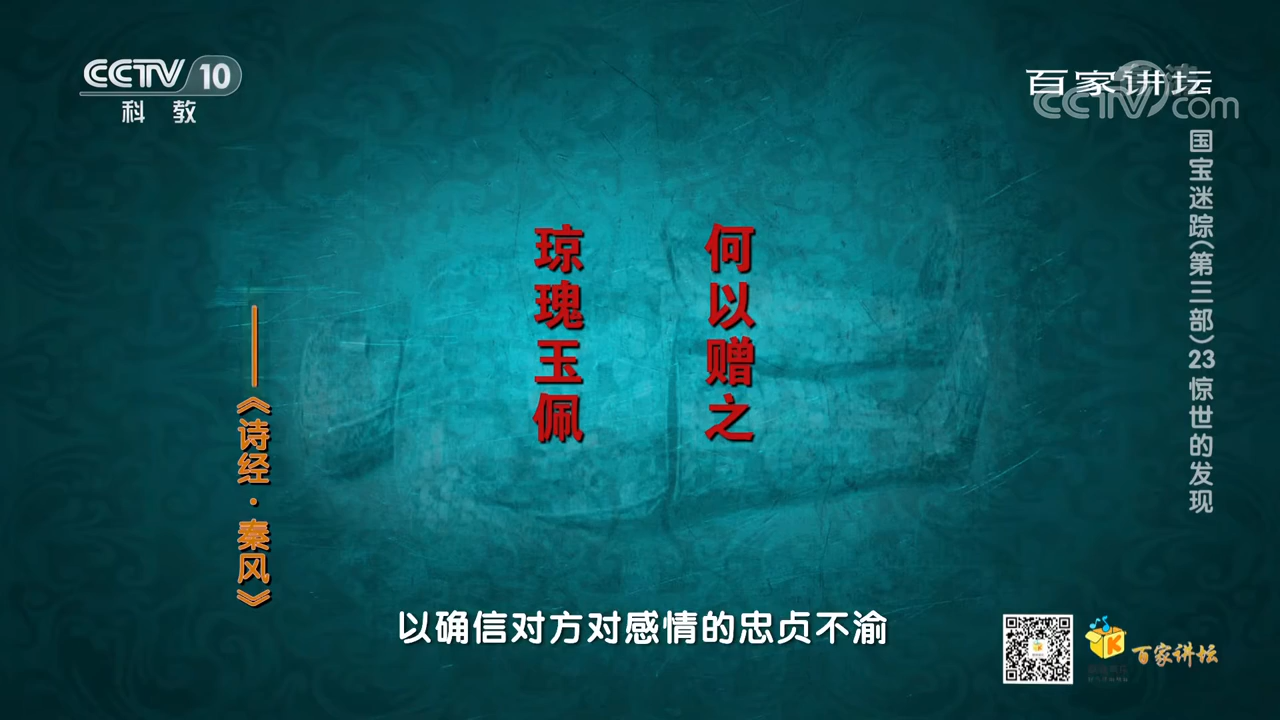 CCTV 10
科教
百家讲坛
CCTV.com
国宝迷踪(第三部)23 惊世的发现
何以赠之
琼瑰玉佩
——《诗经·秦风》
以确信对方对感情的忠贞不渝
K
百家讲坛